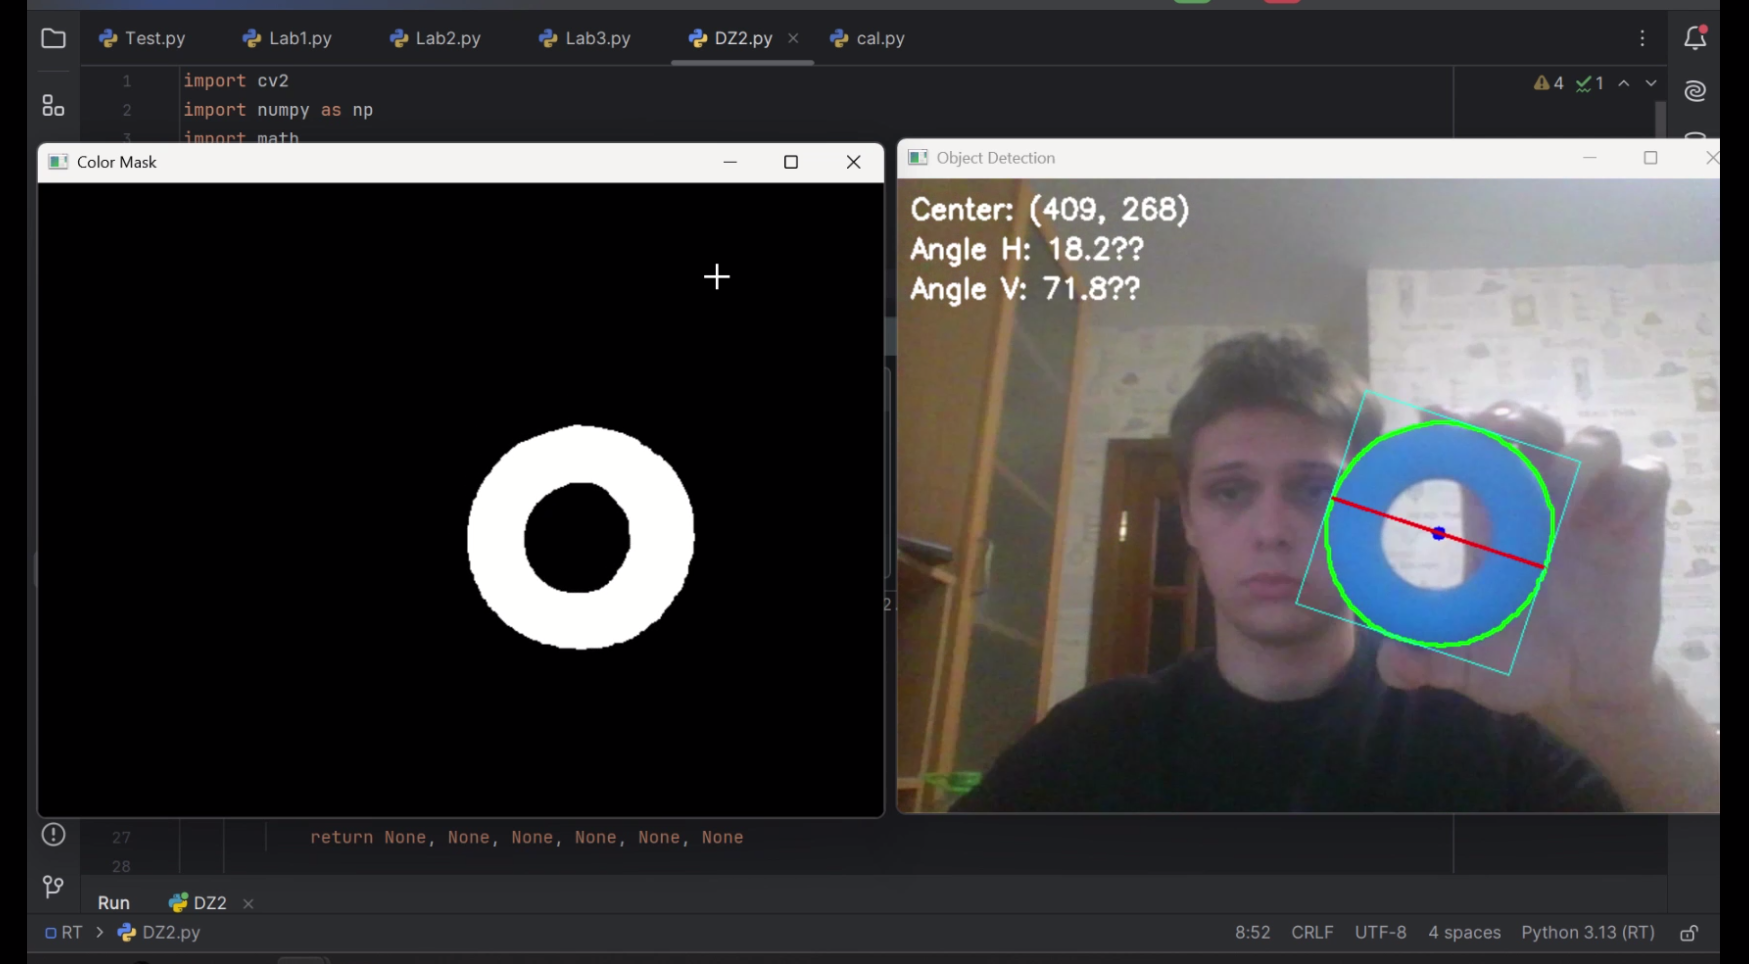 Test.py Lab1.py Lab2.py Lab3.py DZ2.py cal.py
1 import cv2
2 import numpy as np
3 import math
4 1
Color Mask
Object Detection
Center: (409, 268)
Angle H: 18.2??
Angle V: 71.8??
2
27 return None, None, None, None, None, None
28
Run DZ2
RT > DZ2.py 8:52 CRLF UTF-8 4 spaces Python 3.13 (RT)